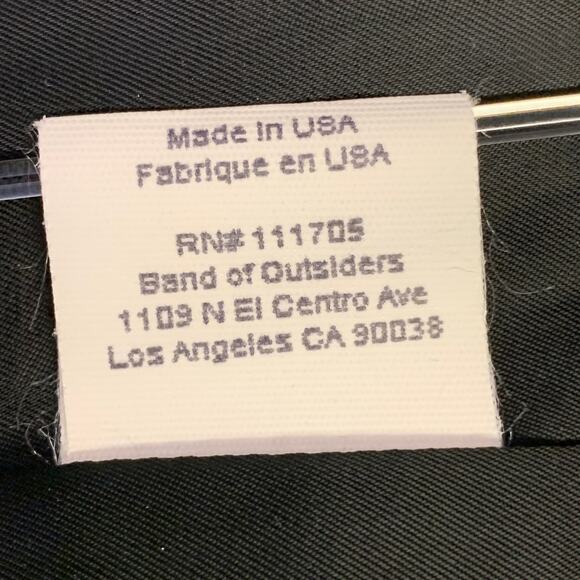 Made in USA
Fabrique en USA
RN# 111705
Band of Outsiders
1109 N El Centro Ave
Los Angeles CA 90038